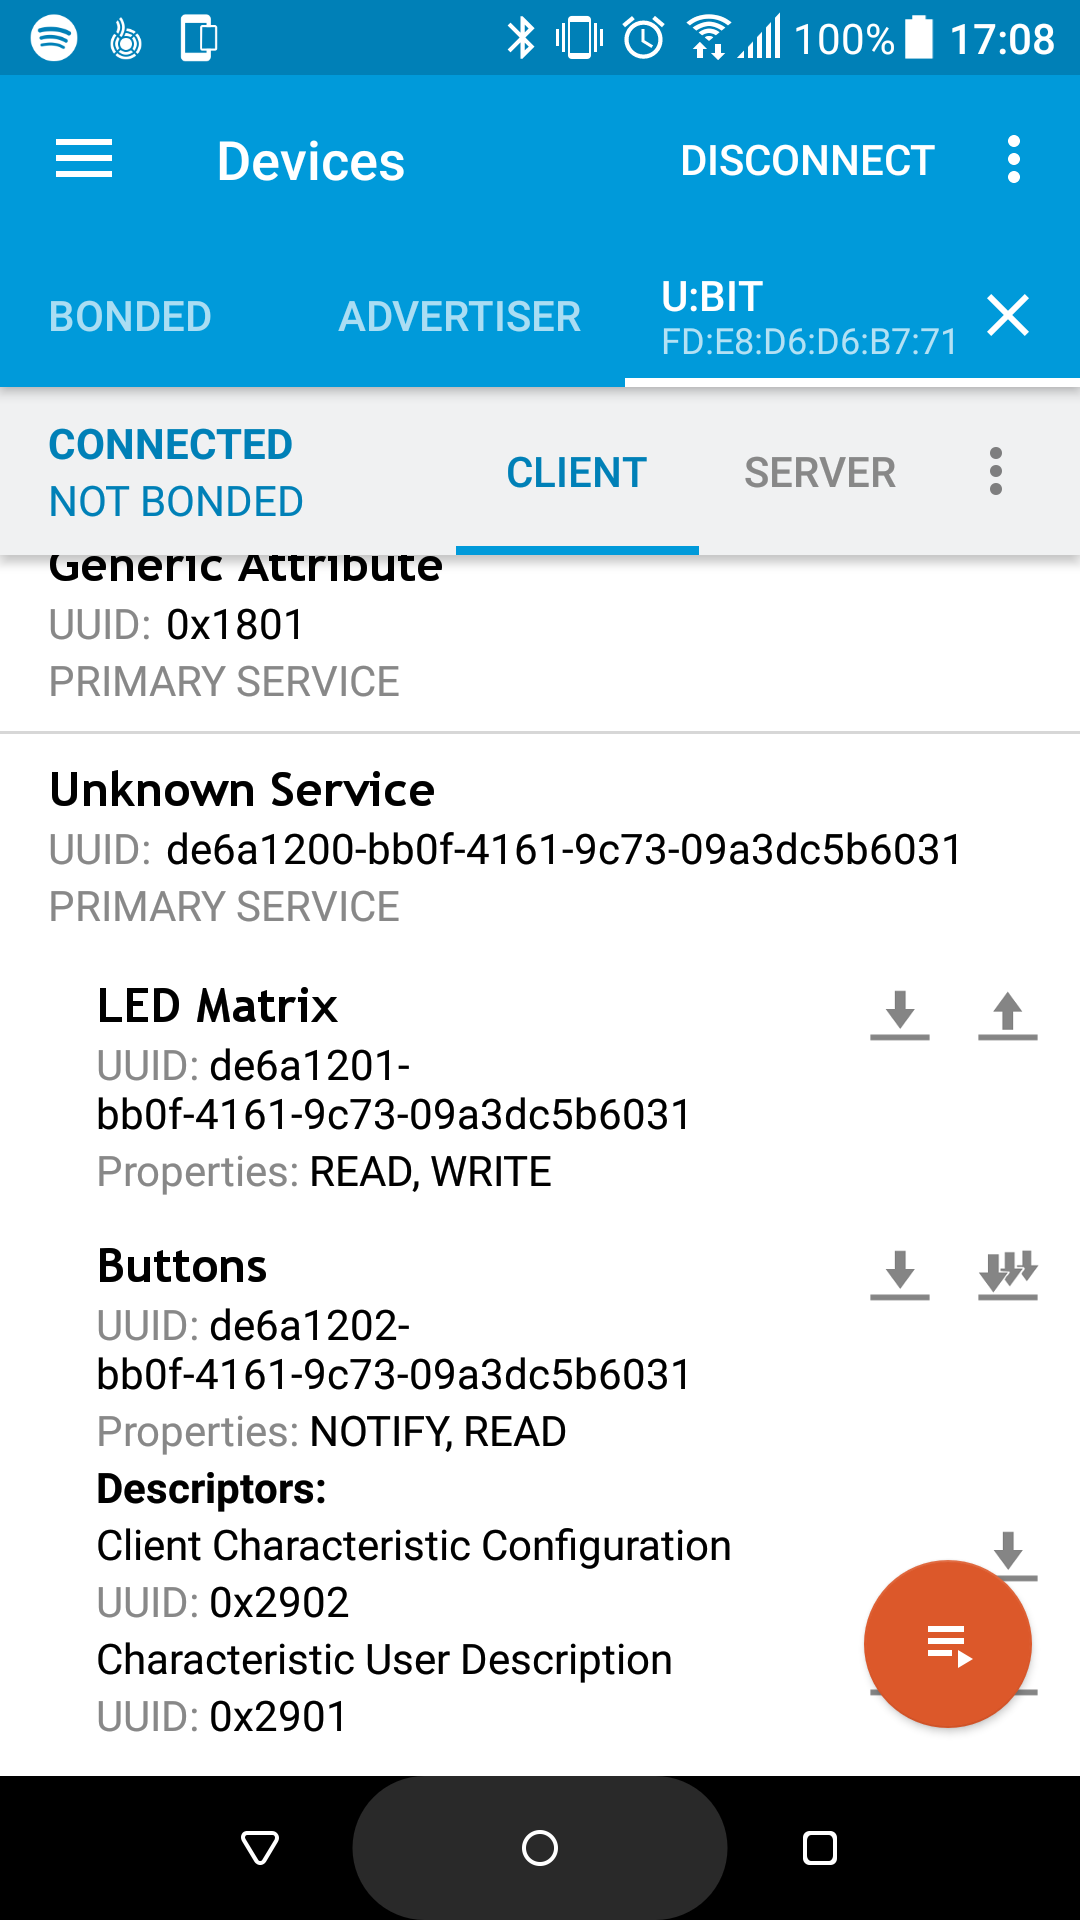 100% 17:08
Devices DISCONNECT
BONDED ADVERTISER U:BIT
FD:E8:D6:D6:B7:71
CONNECTED
NOT BONDED
CLIENT SERVER
Generic Attribute
UUID: 0x1801
PRIMARY SERVICE
Unknown Service
UUID: de6a1200-bb0f-4161-9c73-09a3dc5b6031
PRIMARY SERVICE
LED Matrix
UUID: de6a1201-
bb0f-4161-9c73-09a3dc5b6031
Properties: READ, WRITE
Buttons
UUID: de6a1202-
bb0f-4161-9c73-09a3dc5b6031
Properties: NOTIFY, READ
Descriptors:
Client Characteristic Configuration
UUID: 0x2902
Characteristic User Description
UUID: 0x2901